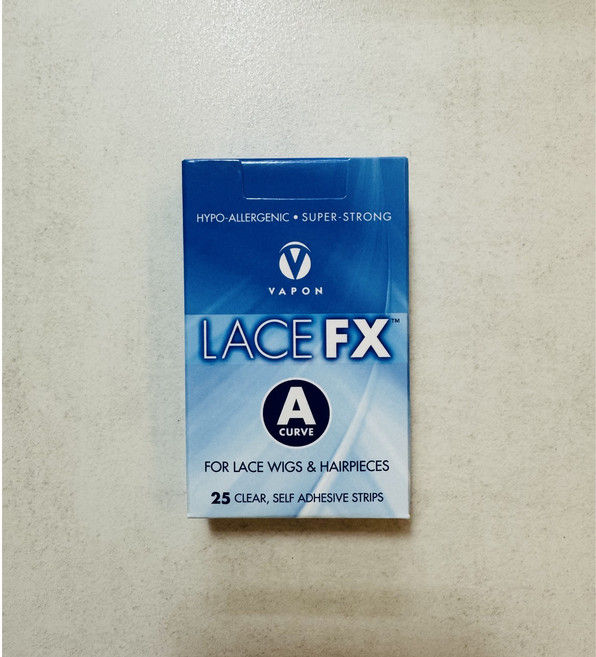 HYPO-ALLERGENIC • SUPER-STRONG
V
VAPON
LACE FX™
A
CURVE
FOR LACE WIGS & HAIRPIECES
25 CLEAR, SELF ADHESIVE STRIPS